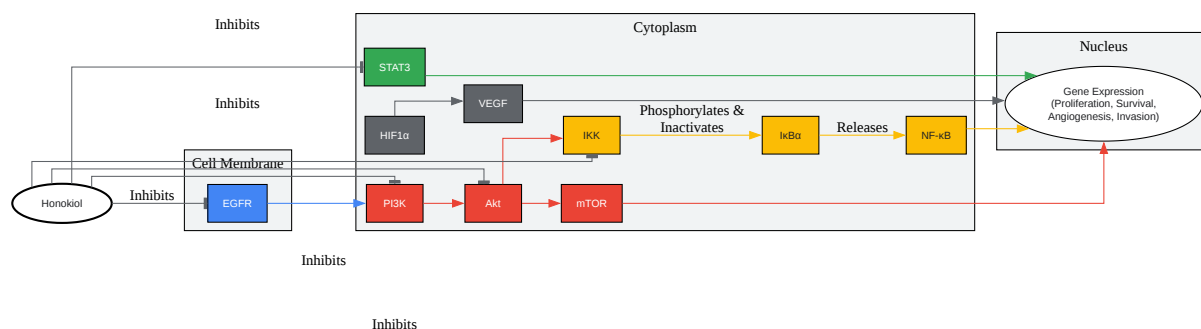 Inhibits
Cytoplasm
Nucleus
STAT3
Gene Expression
(Proliferation, Survival,
Angiogenesis, Invasion)
Inhibits
VEGF
HIF1α
IKK
Phosphorylates &
Inactivates
IκBα
Releases
NF-κB
Cell Membrane
Honokiol
Inhibits
EGFR
PI3K
Akt
mTOR
Inhibits
Inhibits